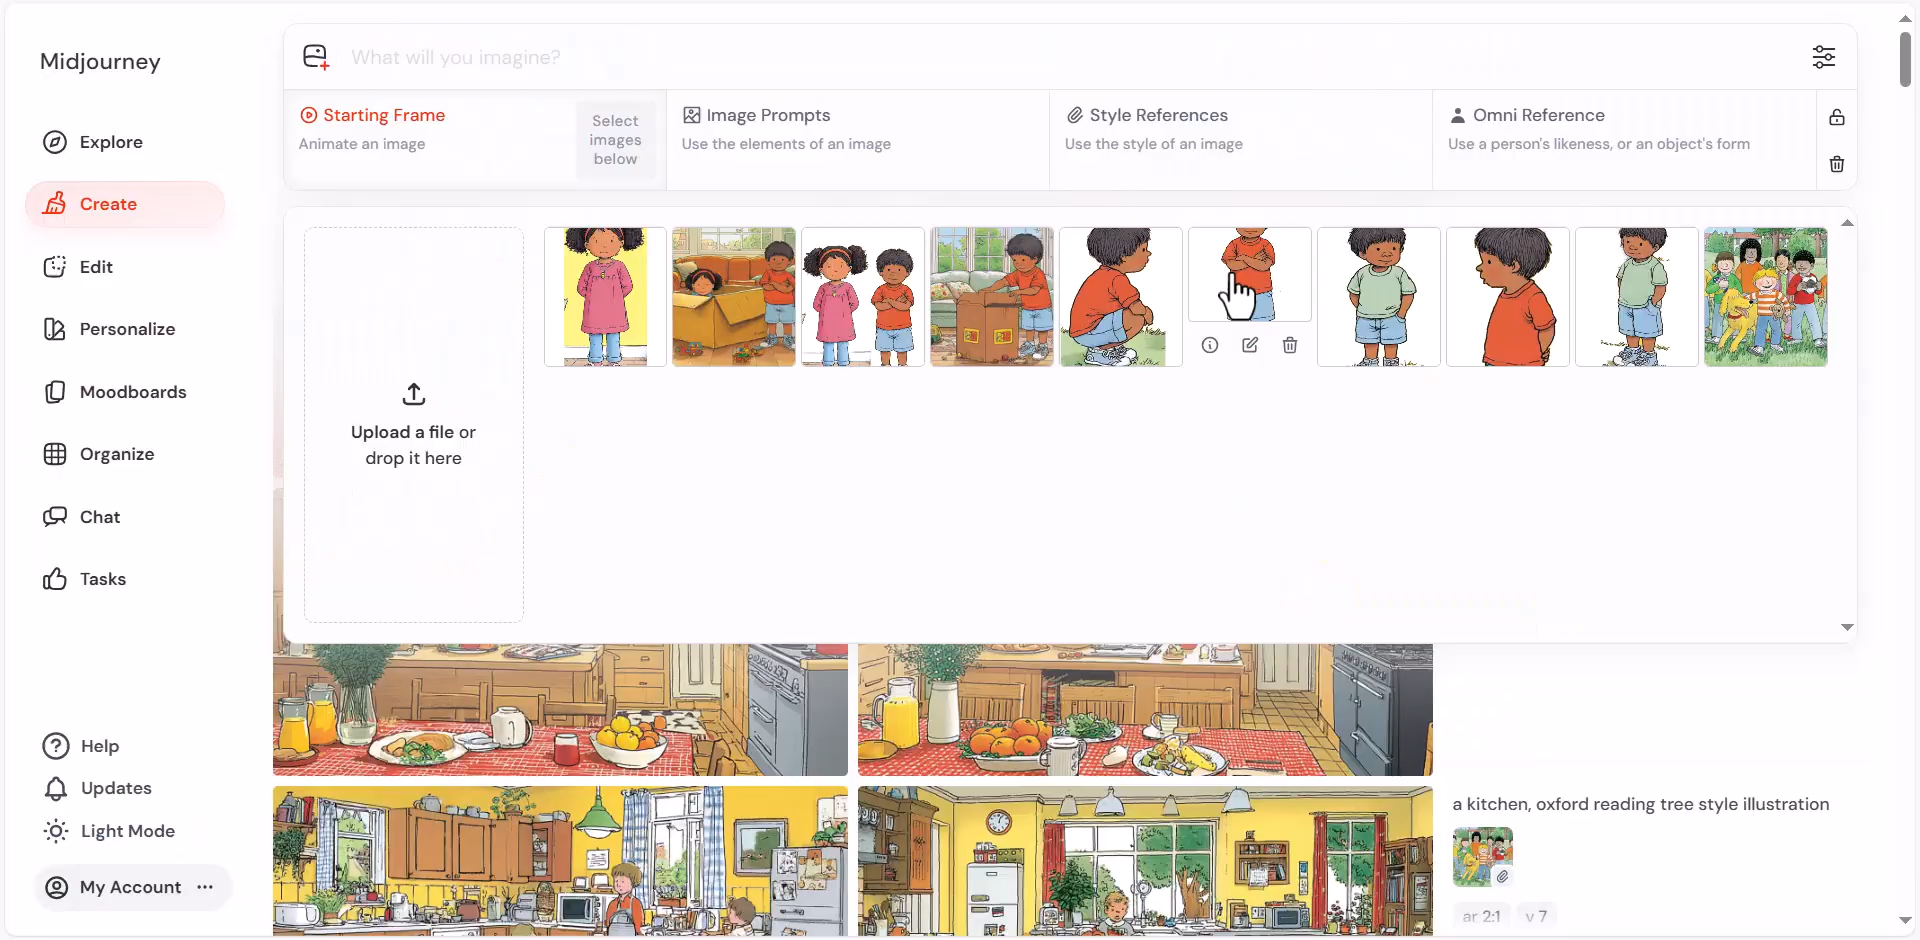 Midjourney
Explore
Create
Edit
Personalize
Moodboards
Organize
Chat
Tasks
Help
Updates
Light Mode
My Account
What will you imagine?
Starting Frame
Animate an image
Select
images
below
Image Prompts
Use the elements of an image
Style References
Use the style of an image
Omni Reference
Use a person's likeness, or an object's form
Upload a file or
drop it here
a kitchen, oxford reading tree style illustration
ar 2:1
v 7